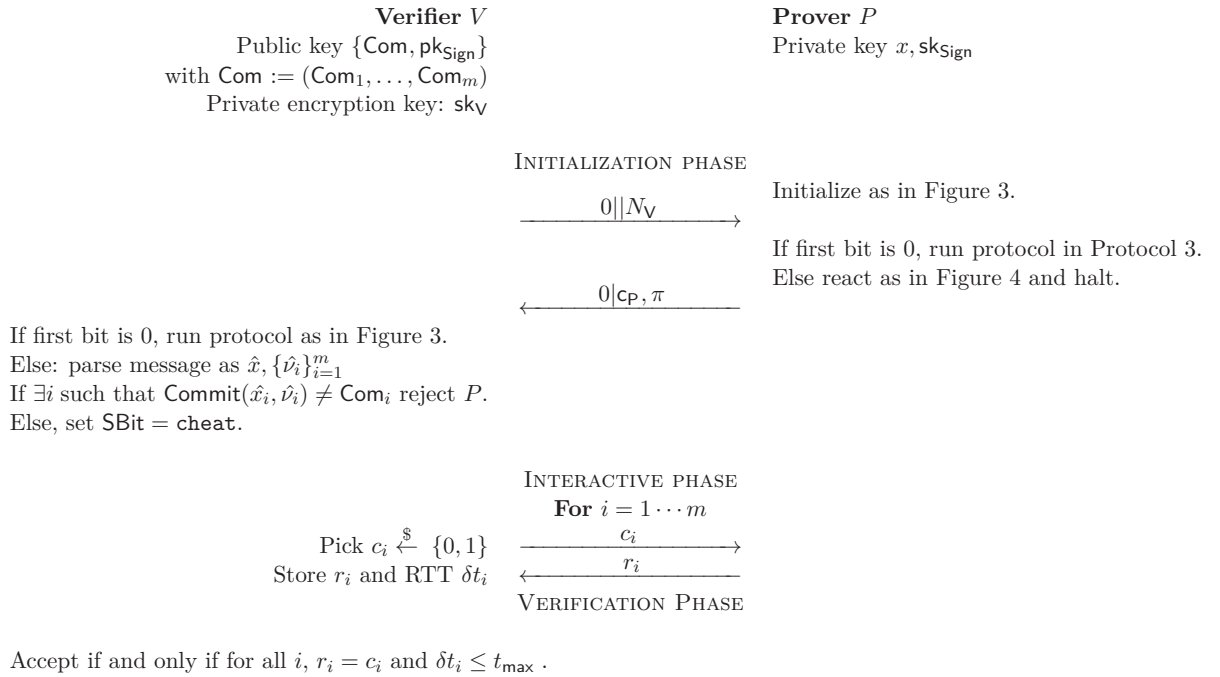 Verifier V
Prover P
Public key {Com, pk_Sign}
Private key x, sk_Sign
with Com := (Com_1, . . . , Com_m)
Private encryption key: sk_V
INITIALIZATION PHASE
Initialize as in Figure 3.
0||N_V
If first bit is 0, run protocol in Protocol 3.
Else react as in Figure 4 and halt.
0|c_P, π
If first bit is 0, run protocol as in Figure 3.
Else: parse message as x̂, {ν̂_i}_{i=1}^m
If ∃i such that Commit(x̂_i, ν̂_i) ≠ Com_i reject P.
Else, set SBit = cheat.
INTERACTIVE PHASE
For i = 1 · · · m
Pick c_i ←$ {0, 1}
c_i
Store r_i and RTT δt_i
r_i
VERIFICATION PHASE
Accept if and only if for all i, r_i = c_i and δt_i ≤ t_max .